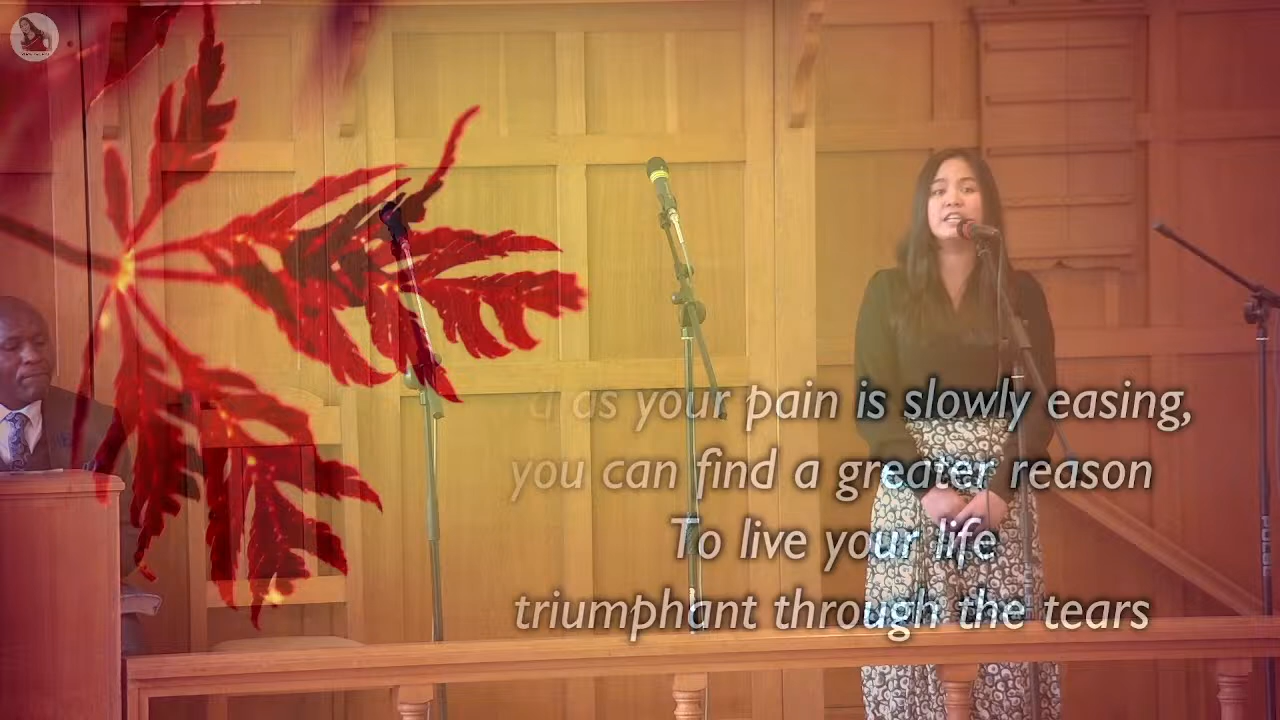 as your pain is slowly easing,
you can find a greater reason
To live your life
triumphant through the tears